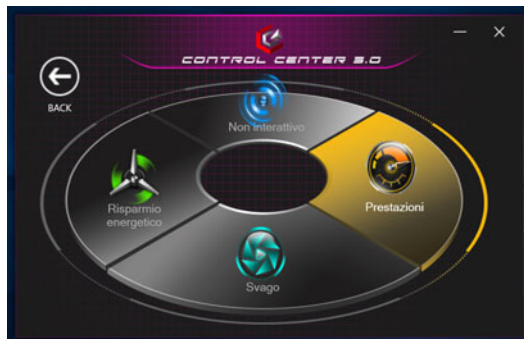 CONTROL CENTER 3.0
BACK
Non interattivo
Risparmio
energetico
Prestazioni
Svago